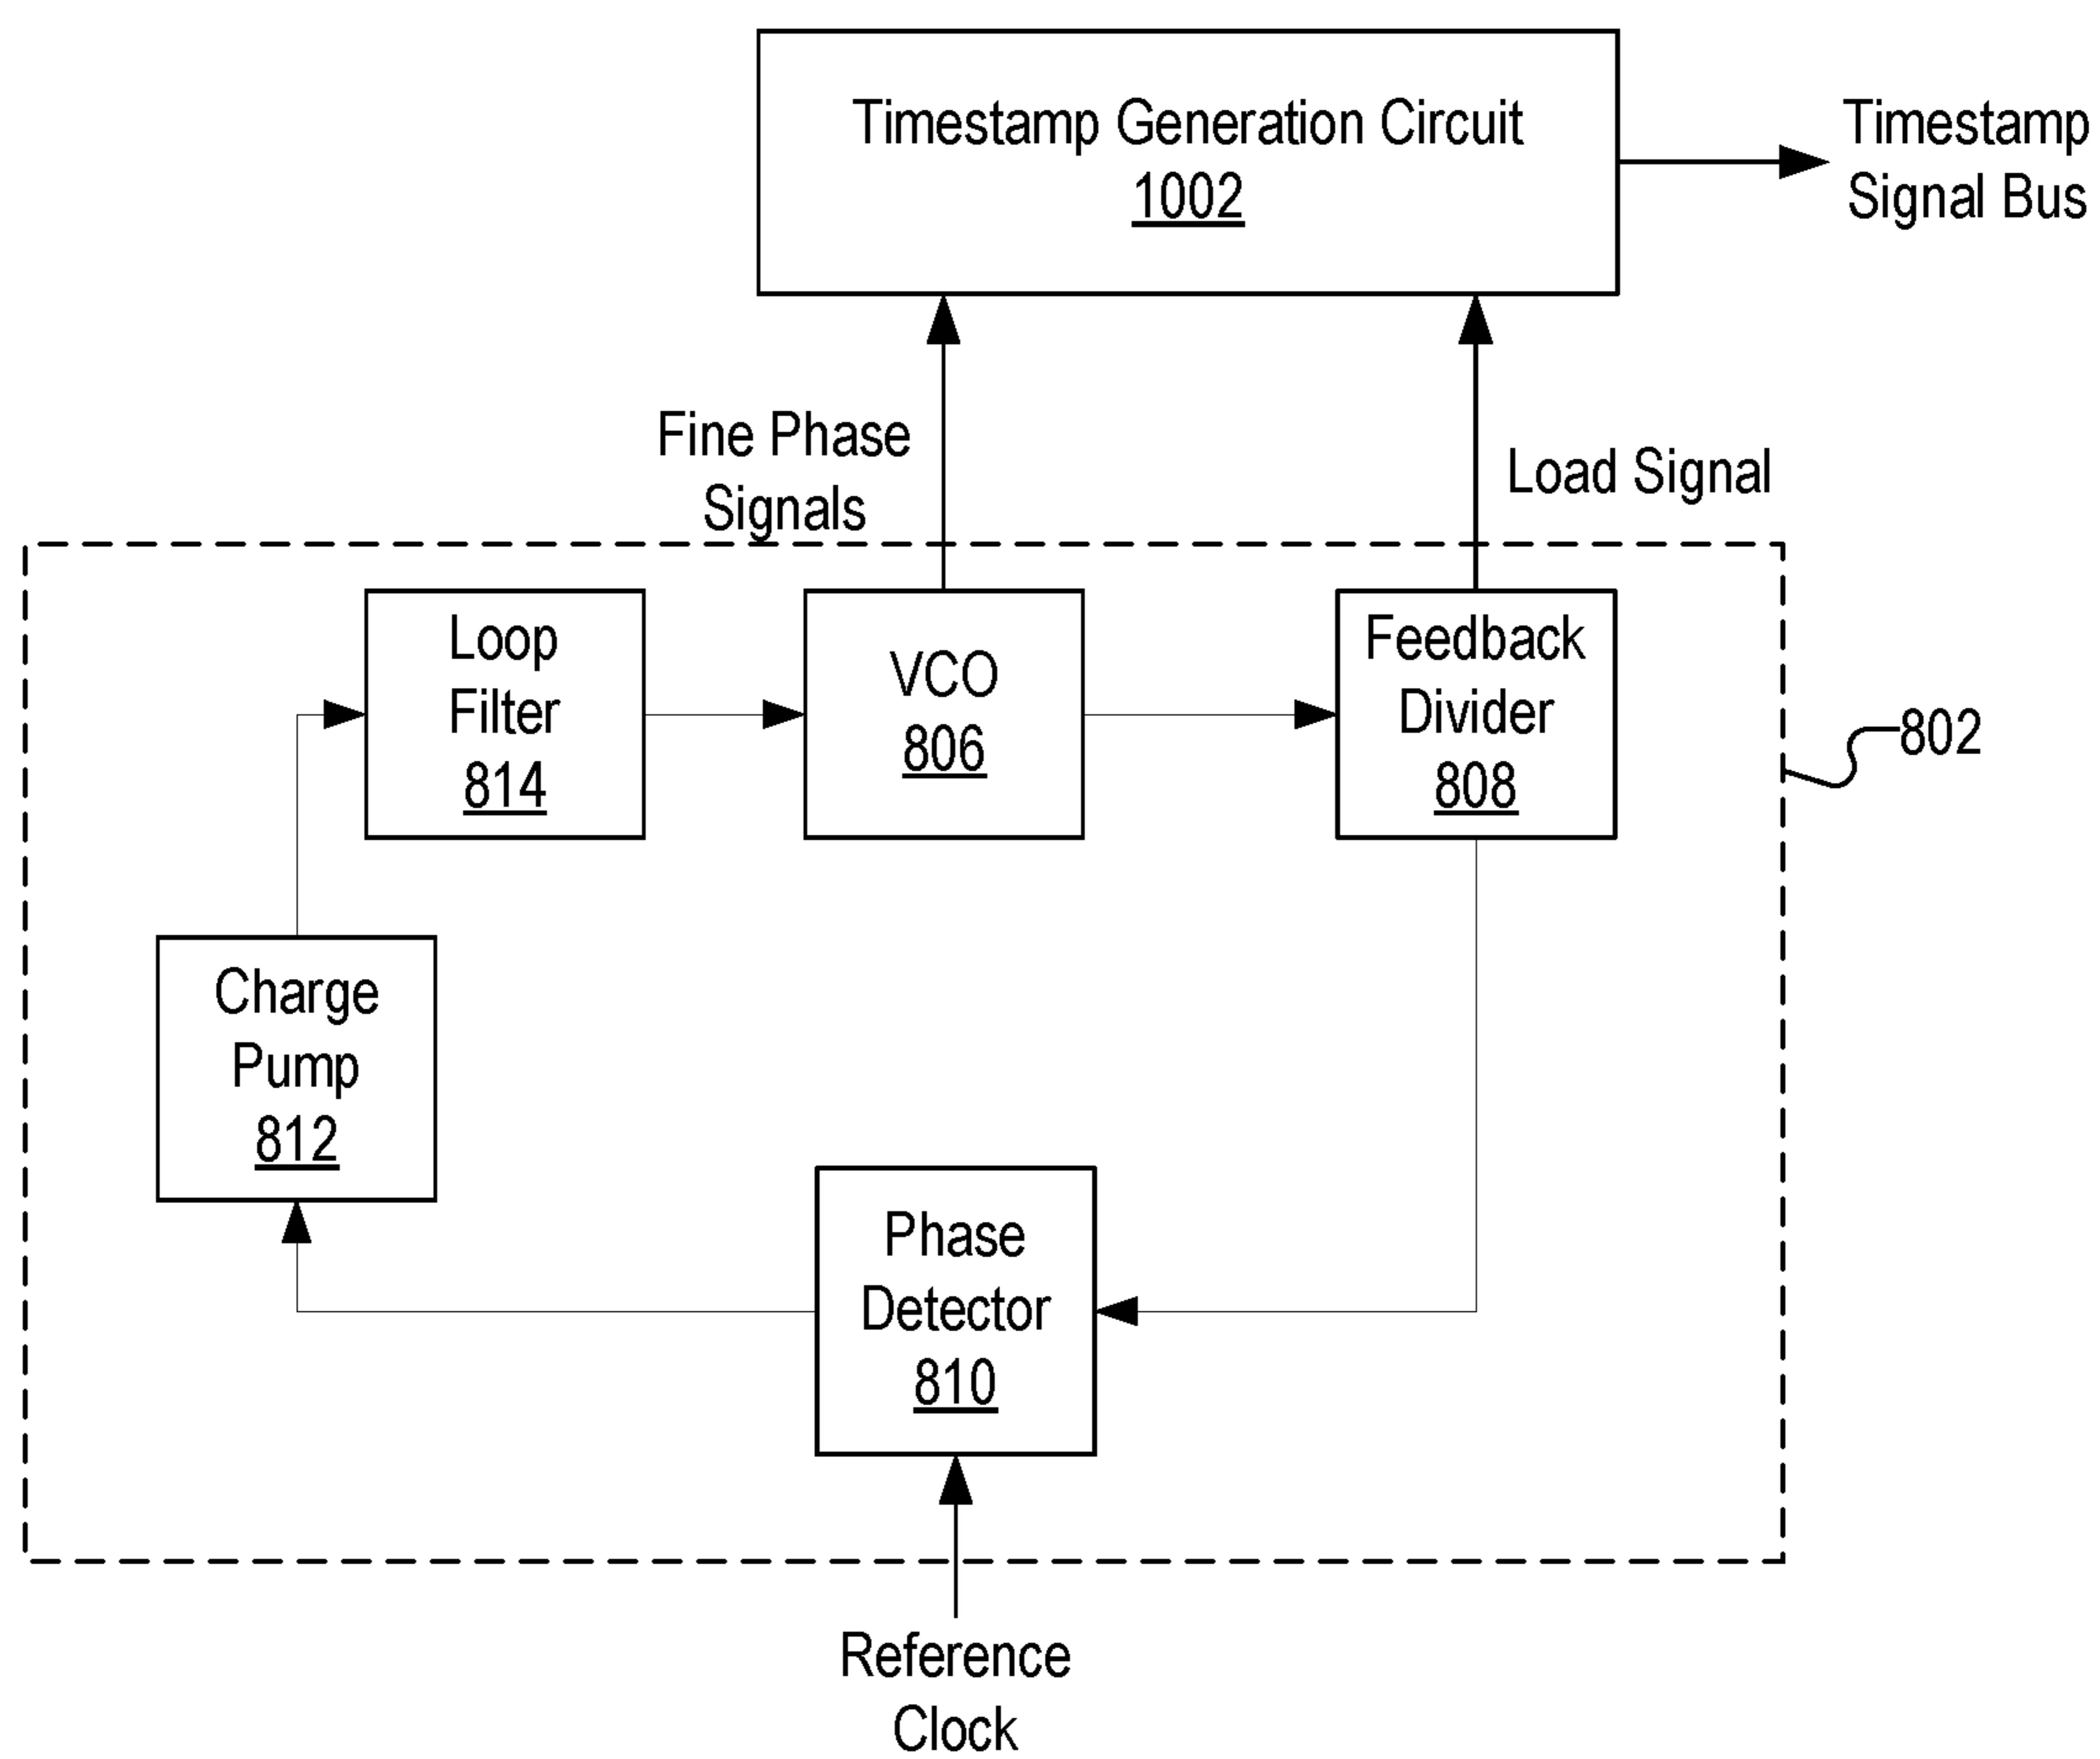 Timestamp Generation Circuit
1002
Timestamp
Signal Bus
Fine Phase
Signals
Load Signal
Loop
Filter
814
VCO
806
Feedback
Divider
808
802
Charge
Pump
812
Phase
Detector
810
Reference
Clock